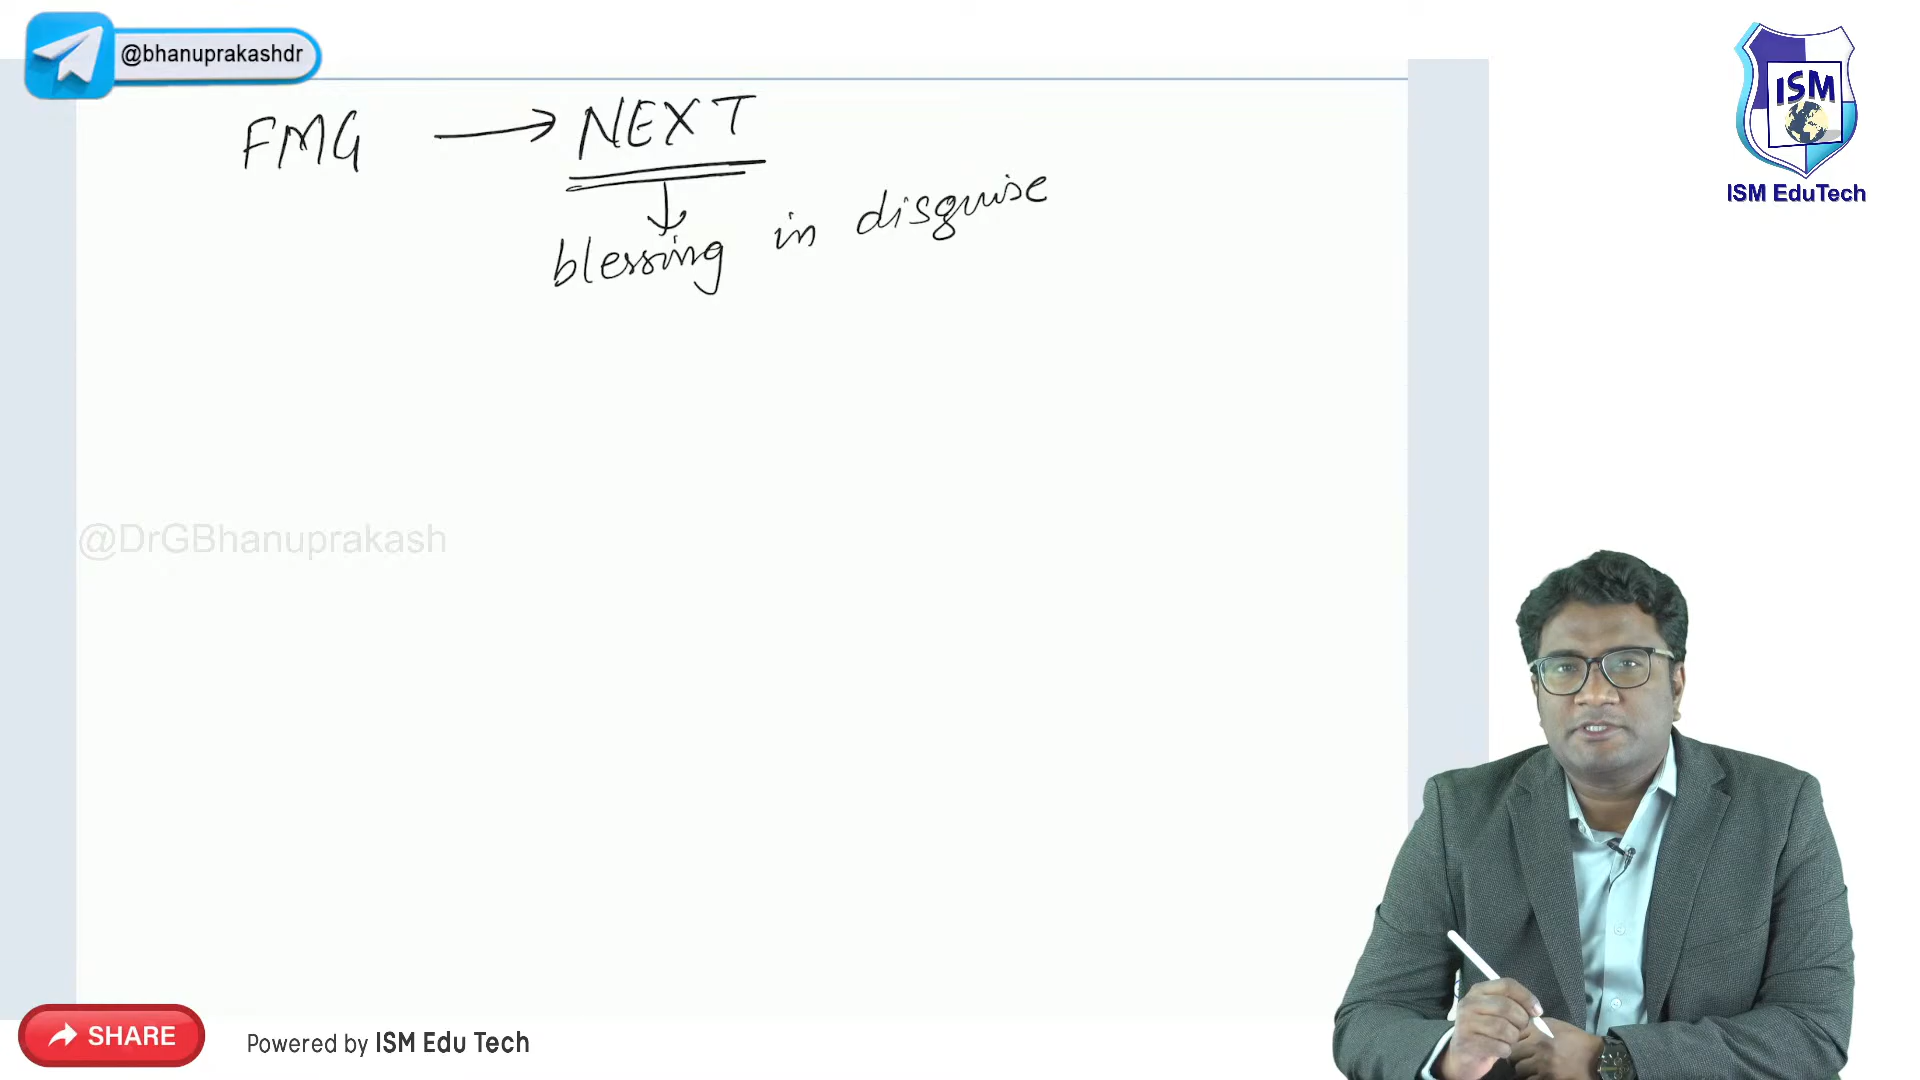 @bhanuprakashdr
ISM
ISM EduTech
FMG → NEXT
blessing in disguise
@DrGBhanuprakash
SHARE
Powered by ISM Edu Tech